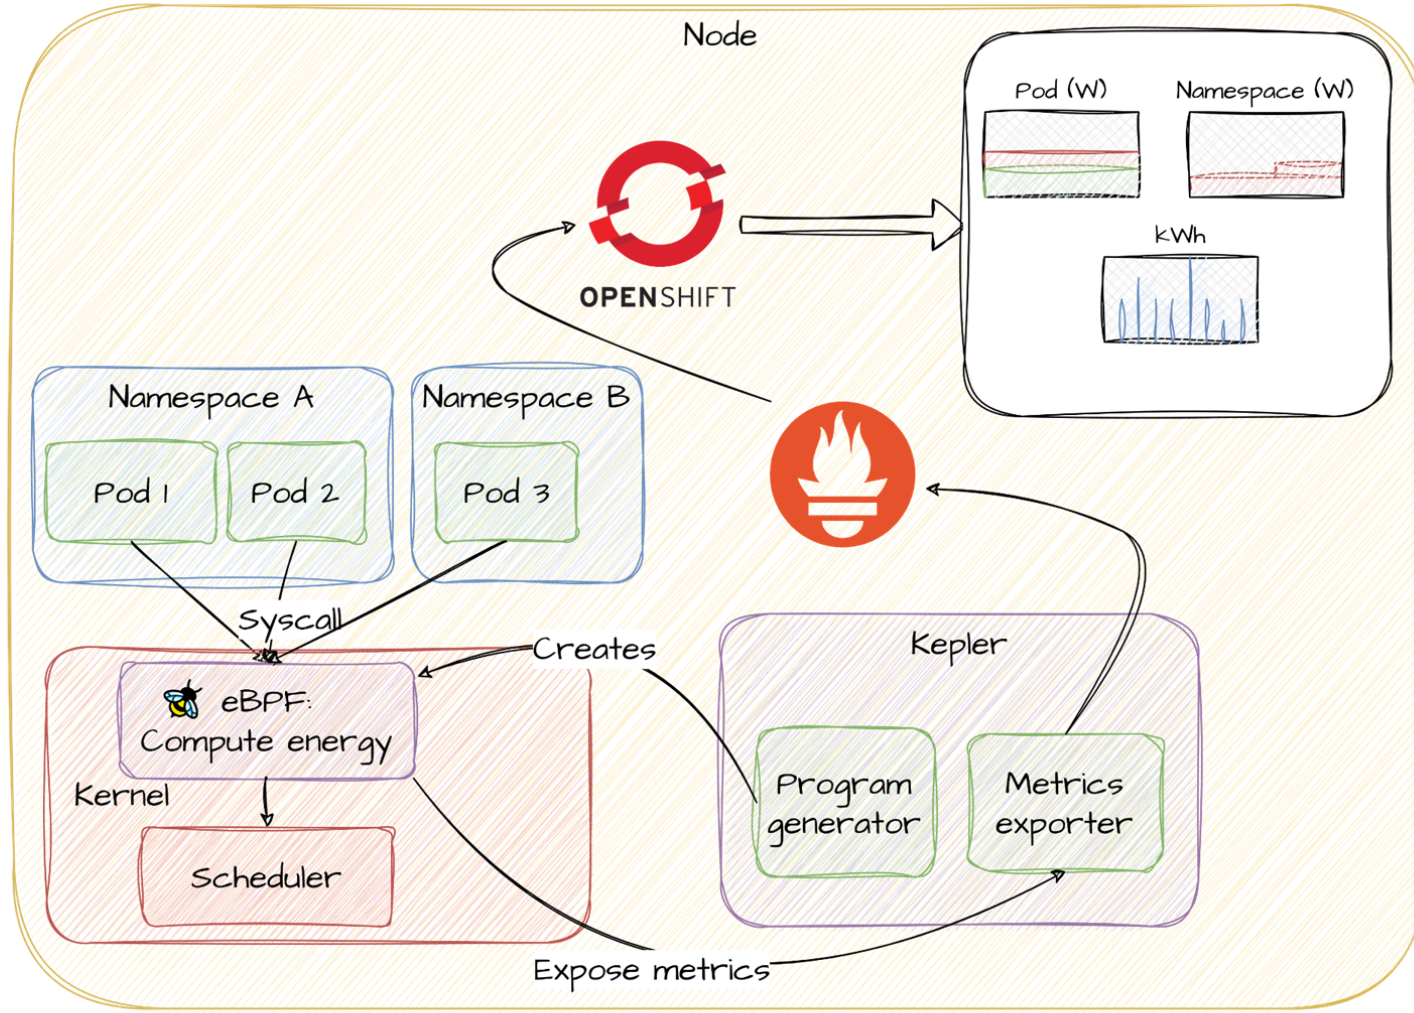 Node
Pod (W)
Namespace (W)
kWh
OPENSHIFT
Namespace A
Namespace B
Pod 1
Pod 2
Pod 3
Syscall
Creates
Kepler
eBPF:
Compute energy
Kernel
Scheduler
Program
generator
Metrics
exporter
Expose metrics